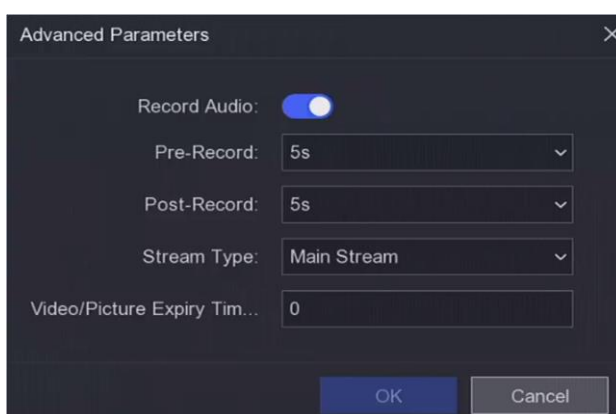 Advanced Parameters
Record Audio:
Pre-Record: 5s
Post-Record: 5s
Stream Type: Main Stream
Video/Picture Expiry Tim... 0
OK Cancel